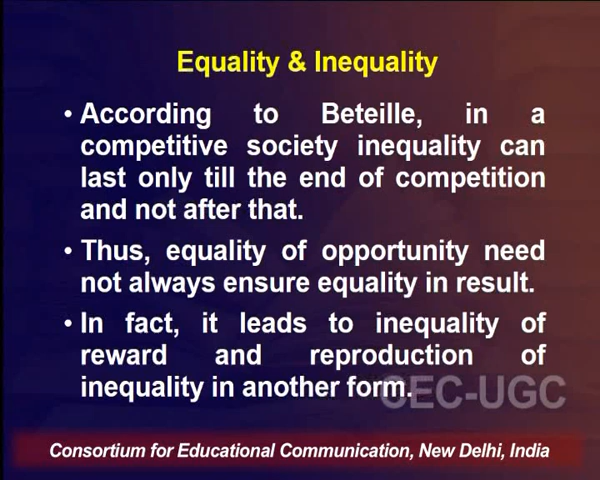 Equality & Inequality
• According to Beteille, in a
competitive society inequality can
last only till the end of competition
and not after that.
• Thus, equality of opportunity need
not always ensure equality in result.
• In fact, it leads to inequality of
reward and reproduction of
inequality in another form.
CEC-UGC
Consortium for Educational Communication, New Delhi, India